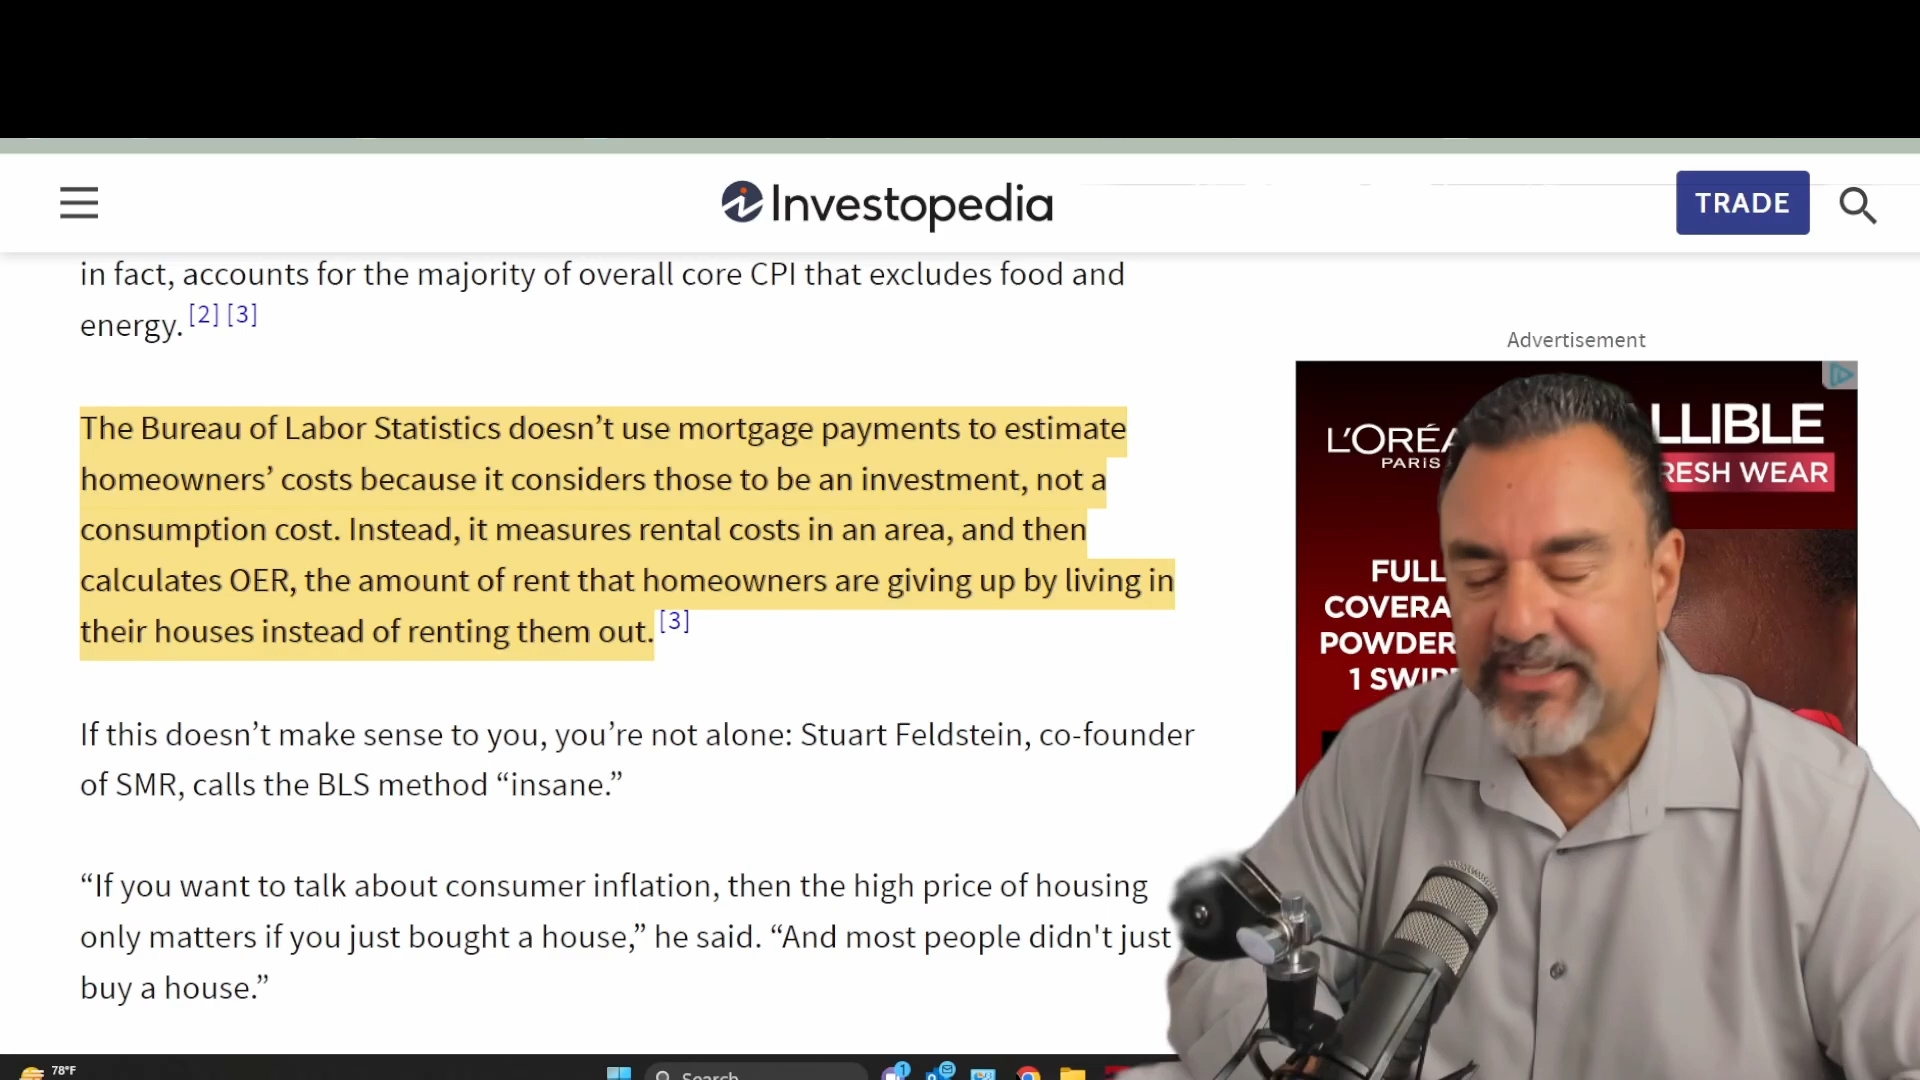 Investopedia
TRADE
in fact, accounts for the majority of overall core CPI that excludes food and
energy. [2] [3]
The Bureau of Labor Statistics doesn’t use mortgage payments to estimate
homeowners’ costs because it considers those to be an investment, not a
consumption cost. Instead, it measures rental costs in an area, and then
calculates OER, the amount of rent that homeowners are giving up by living in
their houses instead of renting them out. [3]
If this doesn’t make sense to you, you’re not alone: Stuart Feldstein, co-founder
of SMR, calls the BLS method “insane.”
“If you want to talk about consumer inflation, then the high price of housing
only matters if you just bought a house,” he said. “And most people didn't just
buy a house.”
Advertisement
L’ORÉA
PARIS
LLIBLE
RESH WEAR
FULL
COVERA
POWDER
1 SWIP
78°F
Search